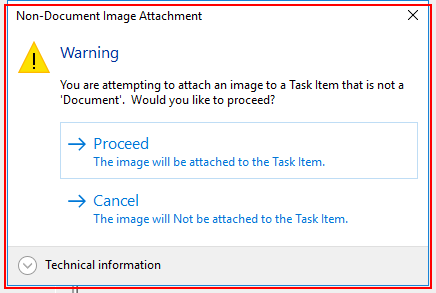 Non-Document Image Attachment
Warning
You are attempting to attach an image to a Task Item that is not a
'Document'.  Would you like to proceed?
Proceed
The image will be attached to the Task Item.
Cancel
The image will Not be attached to the Task Item.
Technical information